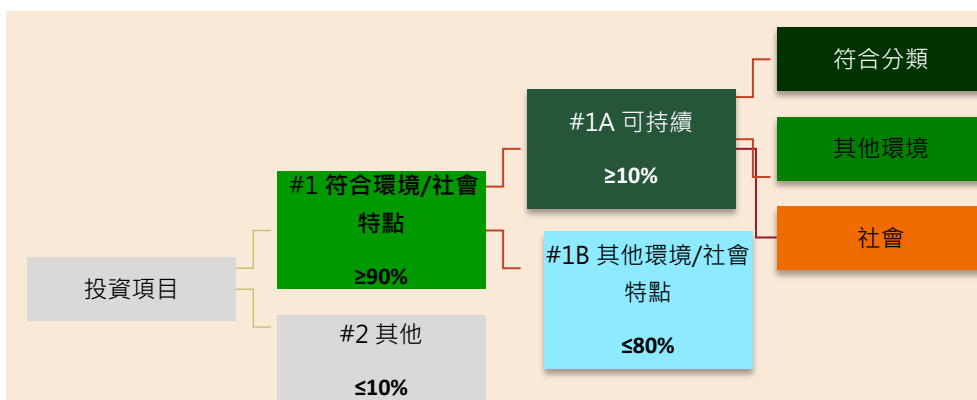 投資項目
#1 符合環境/社會
特點
≥90%
#2 其他
≤10%
#1A 可持續
≥10%
#1B 其他環境/社會
特點
≤80%
符合分類
其他環境
社會